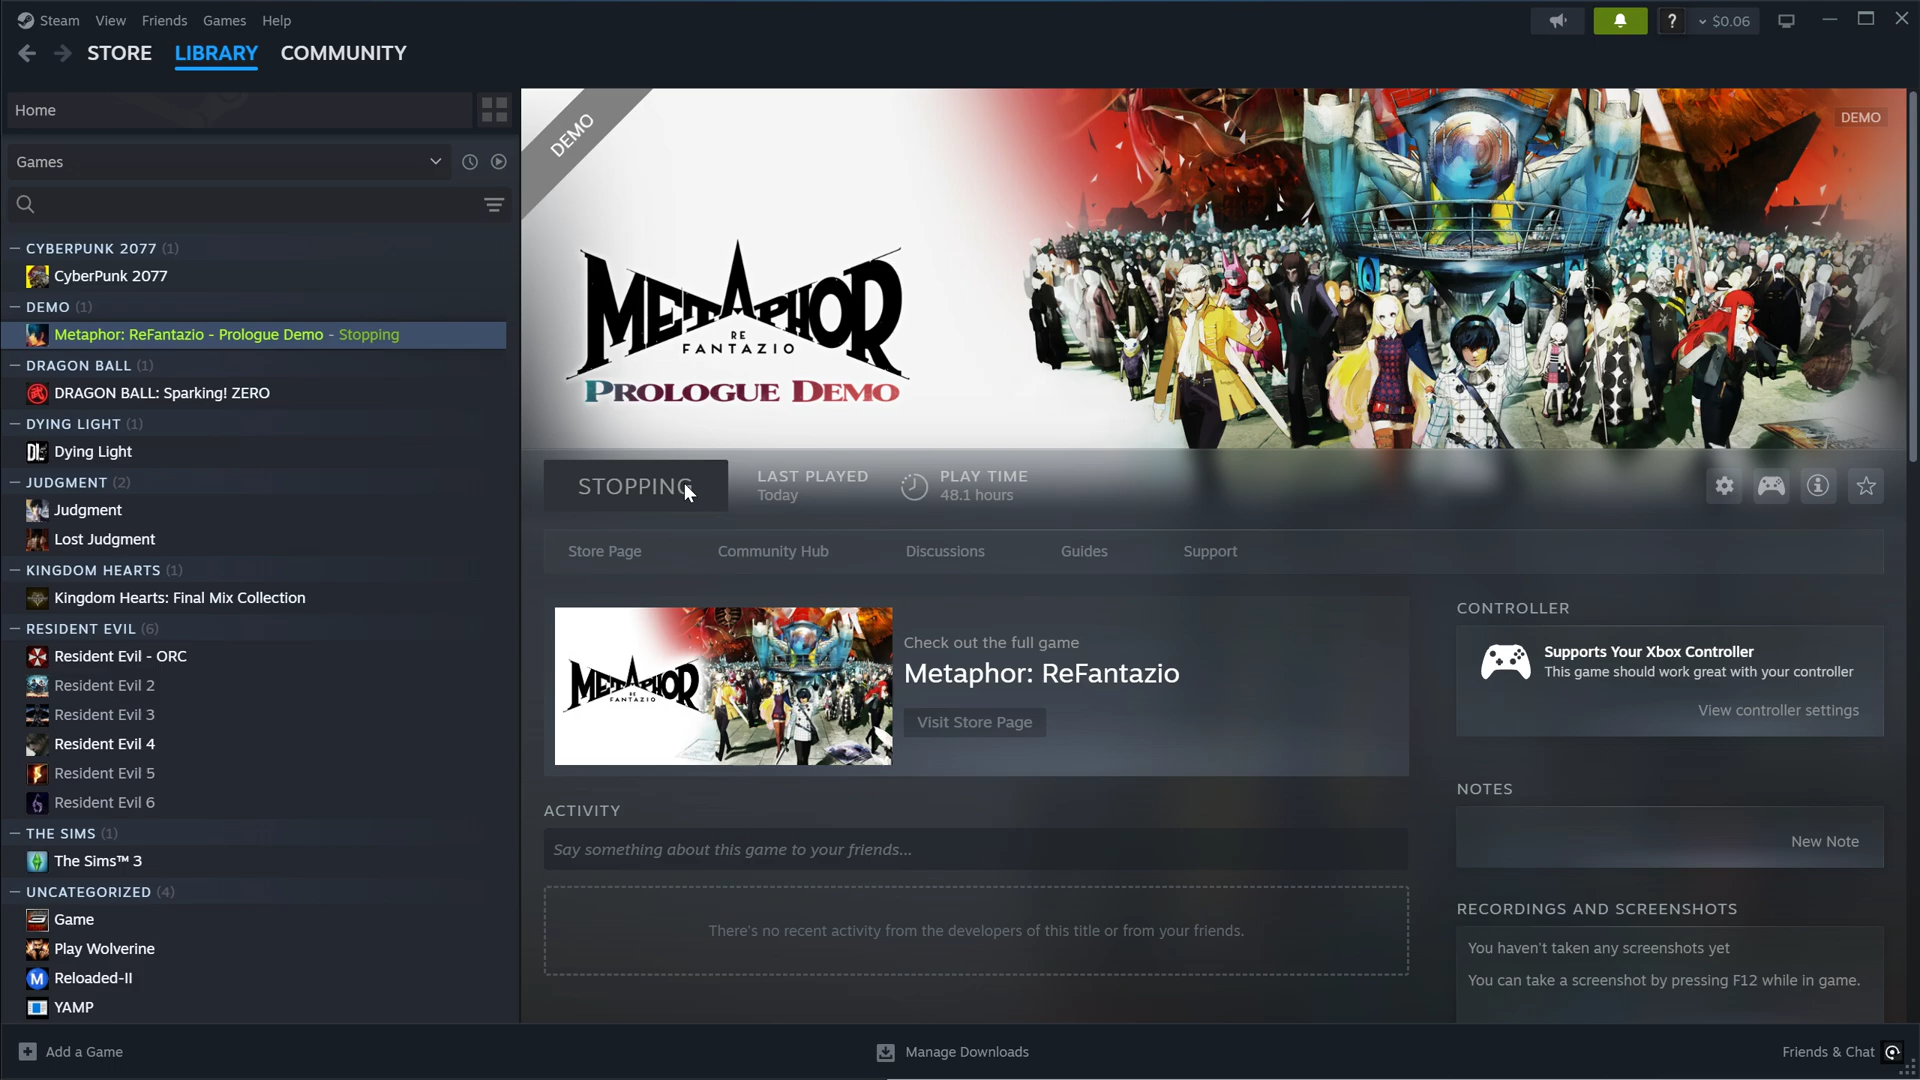 Steam View Friends Games Help
? $0.06
STORE LIBRARY COMMUNITY
Home
Games
CYBERPUNK 2077 (1)
CyberPunk 2077
DEMO (1)
Metaphor: ReFantazio - Prologue Demo - Stopping
DRAGON BALL (1)
DRAGON BALL: Sparking! ZERO
DYING LIGHT (1)
DL Dying Light
JUDGMENT (2)
Judgment
Lost Judgment
KINGDOM HEARTS (1)
Kingdom Hearts: Final Mix Collection
RESIDENT EVIL (6)
Resident Evil - ORC
Resident Evil 2
Resident Evil 3
Resident Evil 4
Resident Evil 5
Resident Evil 6
THE SIMS (1)
The Sims™ 3
UNCATEGORIZED (4)
Game
Play Wolverine
M Reloaded-II
YAMP
Add a Game
DEMO
DEMO
METAPHOR
RE
FANTAZIO
PROLOGUE DEMO
STOPPING
LAST PLAYED
Today
PLAY TIME
48.1 hours
Store Page Community Hub Discussions Guides Support
METAPHOR
RE
FANTAZIO
Check out the full game
Metaphor: ReFantazio
Visit Store Page
ACTIVITY
Say something about this game to your friends...
There's no recent activity from the developers of this title or from your friends.
CONTROLLER
Supports Your Xbox Controller
This game should work great with your controller
View controller settings
NOTES
New Note
RECORDINGS AND SCREENSHOTS
You haven't taken any screenshots yet
You can take a screenshot by pressing F12 while in game.
Manage Downloads
Friends & Chat